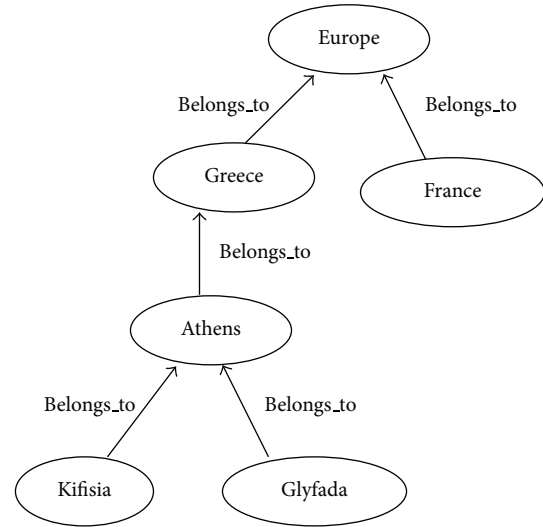 Europe
Belongs_to
Belongs_to
Greece
France
Belongs_to
Athens
Belongs_to
Belongs_to
Kifisia
Glyfada